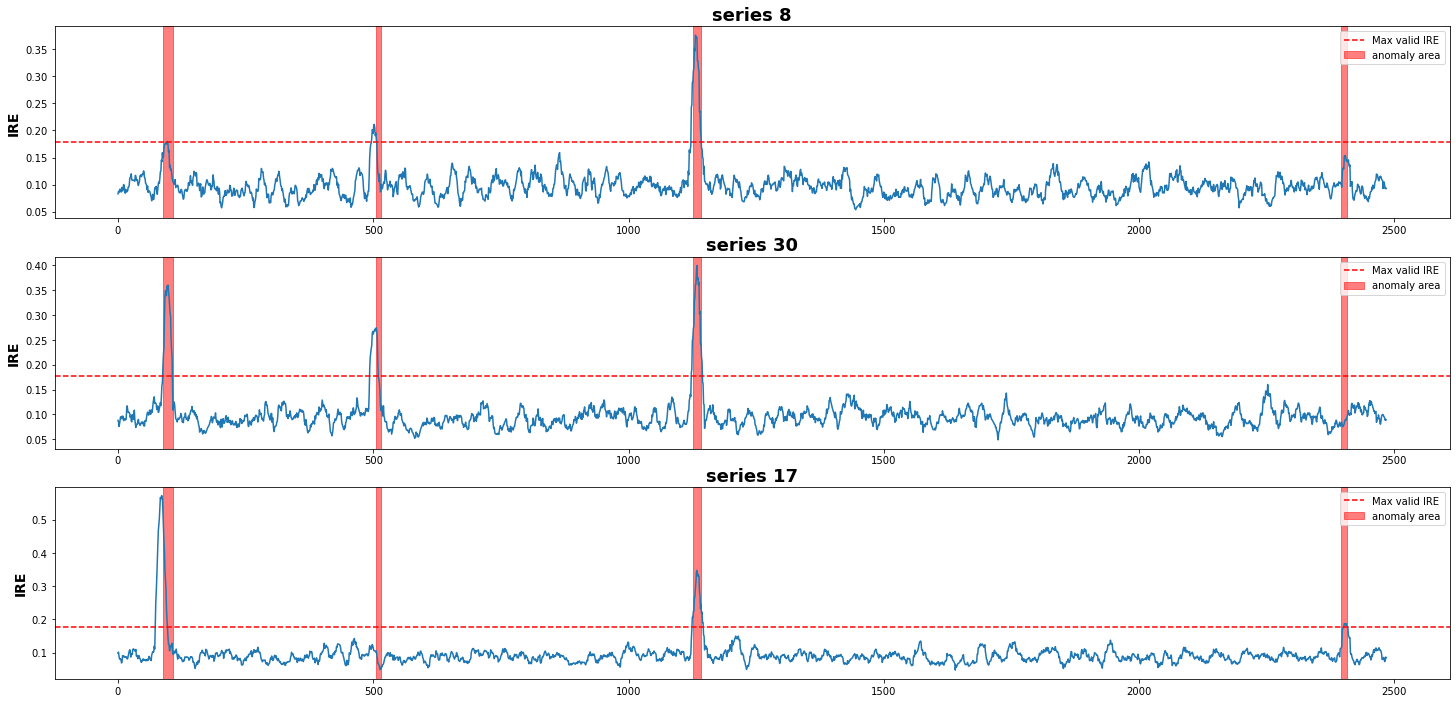 series 8
IRE
0.35
0.30
0.25
0.20
0.15
0.10
0.05
Max valid IRE
anomaly area
0 500 1000 1500 2000 2500
series 30
IRE
0.40
0.35
0.30
0.25
0.20
0.15
0.10
0.05
Max valid IRE
anomaly area
0 500 1000 1500 2000 2500
series 17
IRE
0.5
0.4
0.3
0.2
0.1
Max valid IRE
anomaly area
0 500 1000 1500 2000 2500